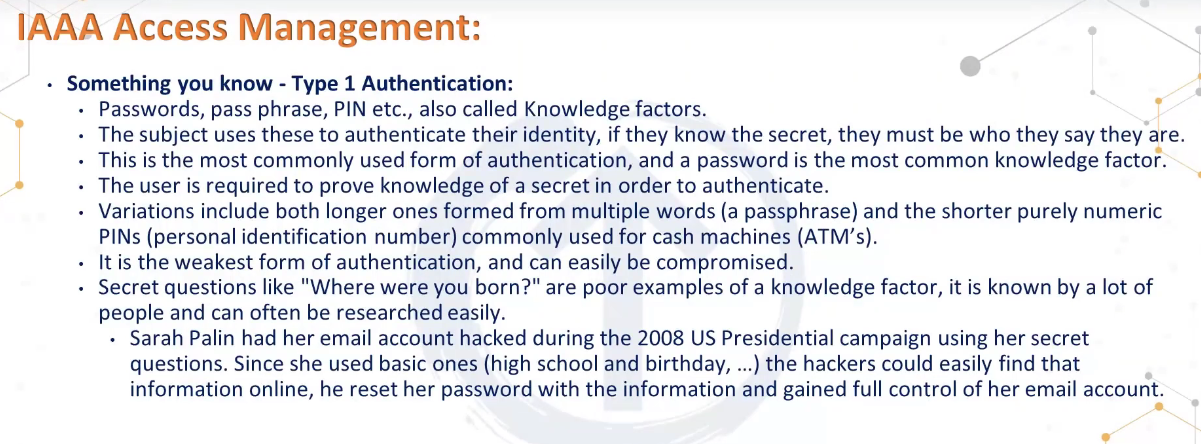 IAAA Access Management:
• Something you know - Type 1 Authentication:
• Passwords, pass phrase, PIN etc., also called Knowledge factors.
• The subject uses these to authenticate their identity, if they know the secret, they must be who they say they are.
• This is the most commonly used form of authentication, and a password is the most common knowledge factor.
• The user is required to prove knowledge of a secret in order to authenticate.
• Variations include both longer ones formed from multiple words (a passphrase) and the shorter purely numeric
PINs (personal identification number) commonly used for cash machines (ATM’s).
• It is the weakest form of authentication, and can easily be compromised.
• Secret questions like "Where were you born?" are poor examples of a knowledge factor, it is known by a lot of
people and can often be researched easily.
• Sarah Palin had her email account hacked during the 2008 US Presidential campaign using her secret
questions. Since she used basic ones (high school and birthday, …) the hackers could easily find that
information online, he reset her password with the information and gained full control of her email account.